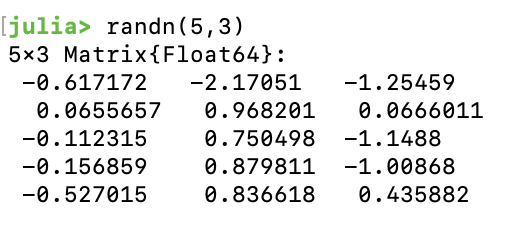 julia> randn(5,3)
5×3 Matrix{Float64}:
 -0.617172   -2.17051   -1.25459
  0.0655657   0.968201   0.0666011
 -0.112315    0.750498  -1.1488
 -0.156859    0.879811  -1.00868
 -0.527015    0.836618   0.435882